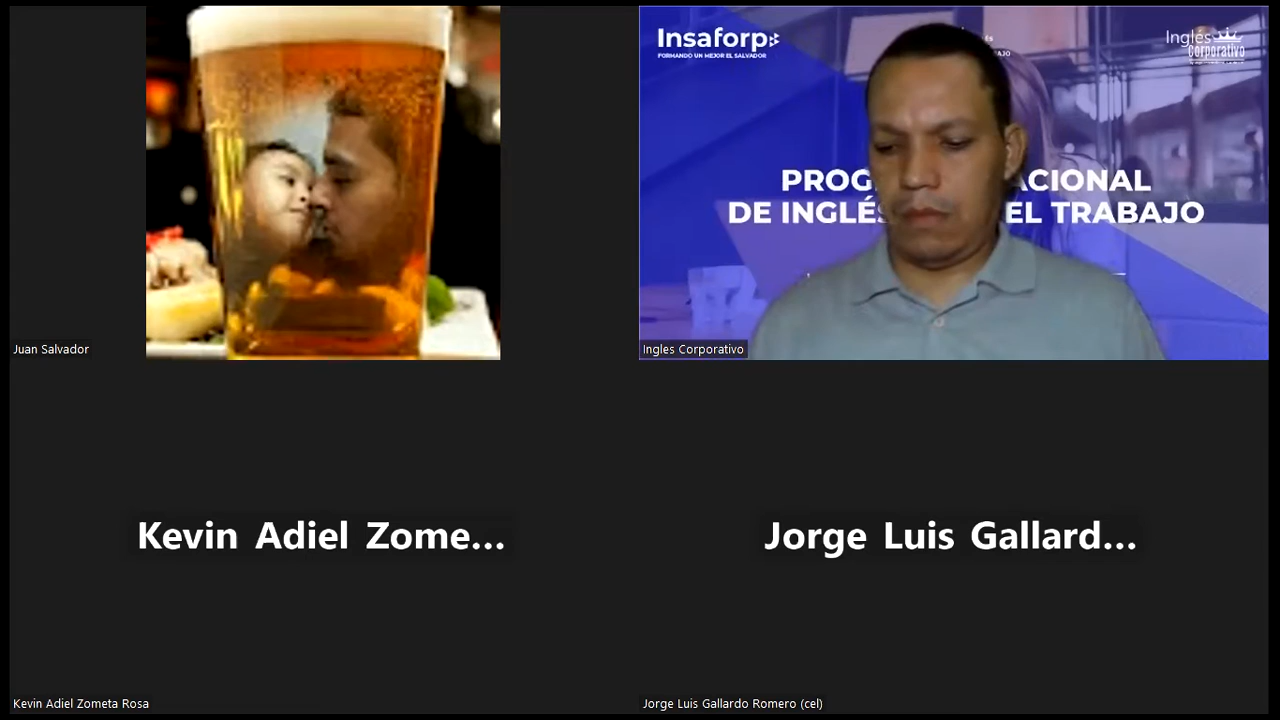 Insaforp
FORMANDO UN MEJOR EL SALVADOR
Inglés
Corporativo
PROG ACIONAL
DE INGLÉS EL TRABAJO
Juan Salvador
Ingles Corporativo
Kevin Adiel Zome...
Jorge Luis Gallard...
Kevin Adiel Zometa Rosa
Jorge Luis Gallardo Romero (cel)